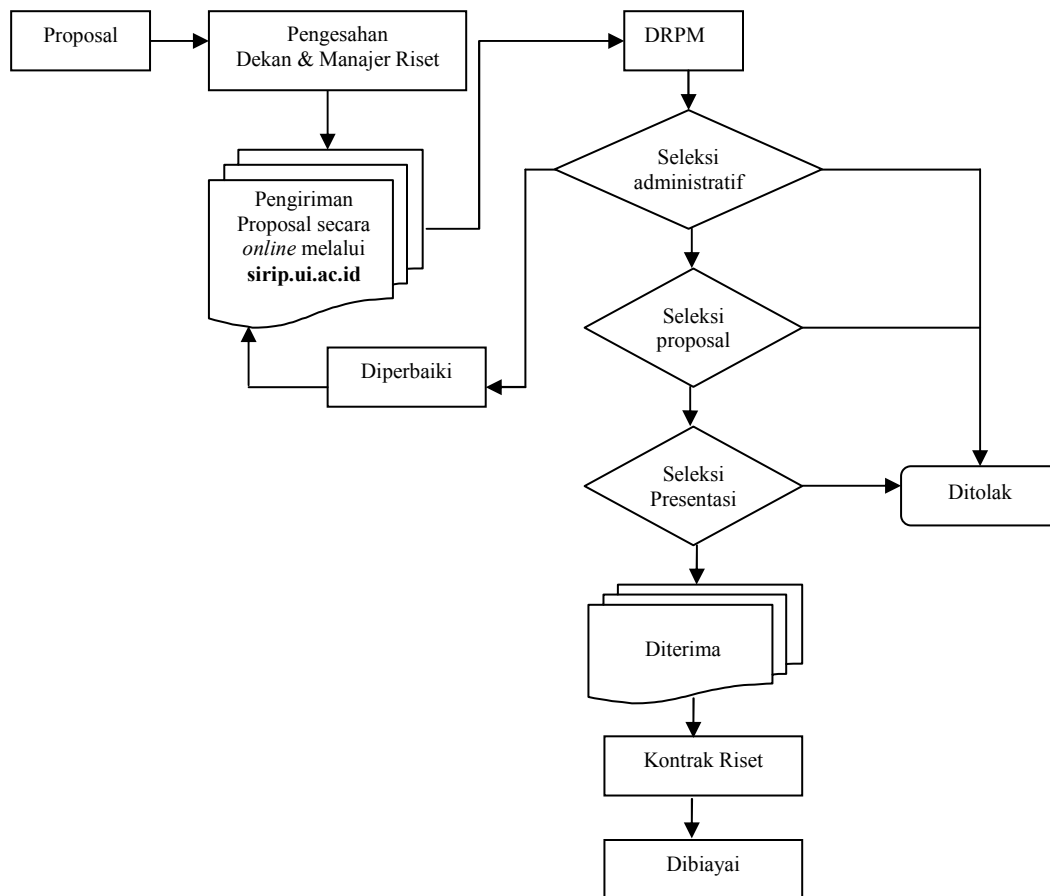 Proposal
Pengesahan
Dekan & Manajer Riset
DRPM
Seleksi
administratif
Pengiriman
Proposal secara
online melalui
sirip.ui.ac.id
Seleksi
proposal
Diperbaiki
Seleksi
Presentasi
Ditolak
Diterima
Kontrak Riset
Dibiayai